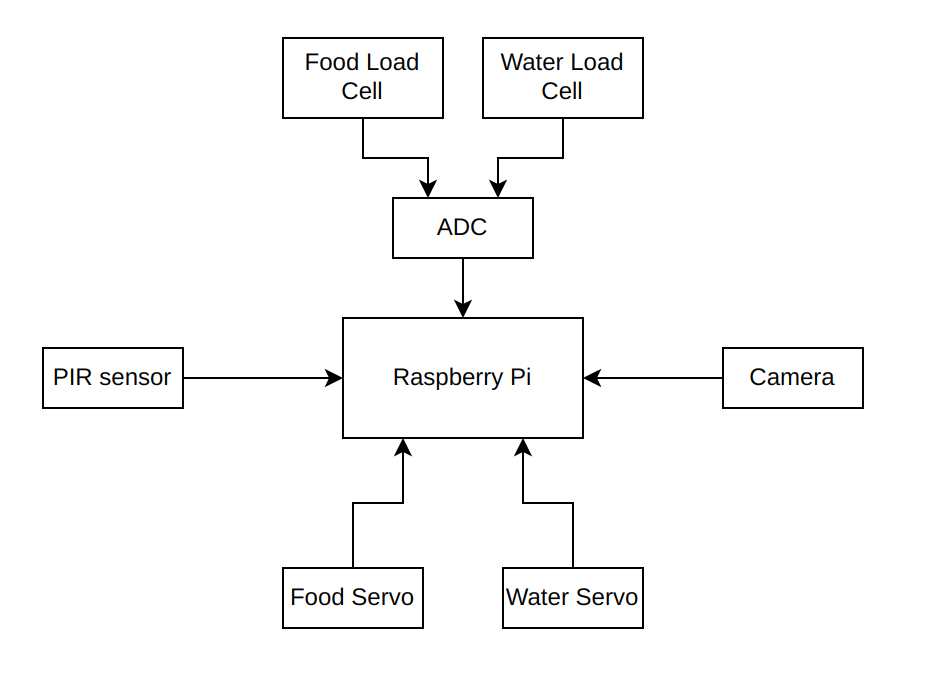 Food Load
Cell
Water Load
Cell
ADC
PIR sensor
Raspberry Pi
Camera
Food Servo
Water Servo